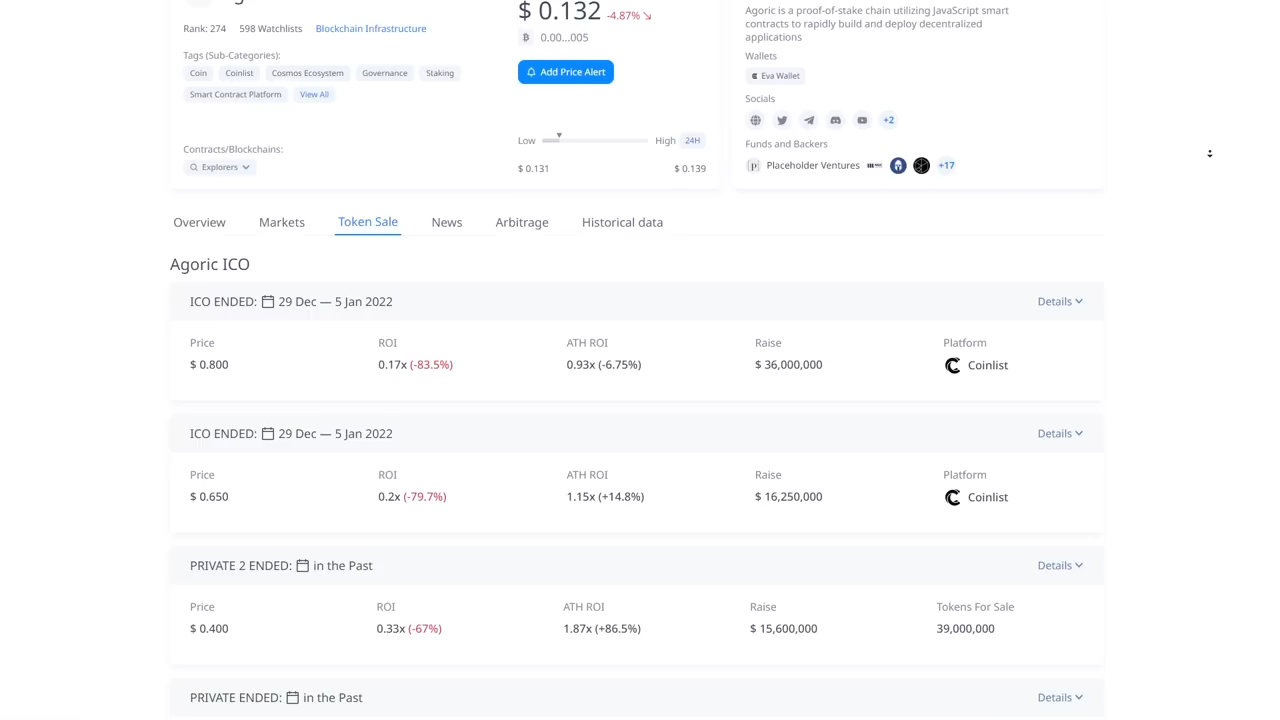 $ 0.132 -4.87%
Agoric is a proof-of-stake chain utilizing JavaScript smart
contracts to rapidly build and deploy decentralized
applications
Rank: 274 598 Watchlists Blockchain Infrastructure
0.00...005
Tags (Sub-Categories):
Coin Coinlist Cosmos Ecosystem Governance Staking
Smart Contract Platform View All
Add Price Alert
Wallets
Eva Wallet
Socials
+2
Contracts/Blockchains:
Explorers
Low High 24H
$ 0.131 $ 0.139
Funds and Backers
Placeholder Ventures +17
Overview Markets Token Sale News Arbitrage Historical data
Agoric ICO
ICO ENDED: 29 Dec — 5 Jan 2022 Details
Price ROI ATH ROI Raise Platform
$ 0.800 0.17x (-83.5%) 0.93x (-6.75%) $ 36,000,000 Coinlist
ICO ENDED: 29 Dec — 5 Jan 2022 Details
Price ROI ATH ROI Raise Platform
$ 0.650 0.2x (-79.7%) 1.15x (+14.8%) $ 16,250,000 Coinlist
PRIVATE 2 ENDED: in the Past Details
Price ROI ATH ROI Raise Tokens For Sale
$ 0.400 0.33x (-67%) 1.87x (+86.5%) $ 15,600,000 39,000,000
PRIVATE ENDED: in the Past Details